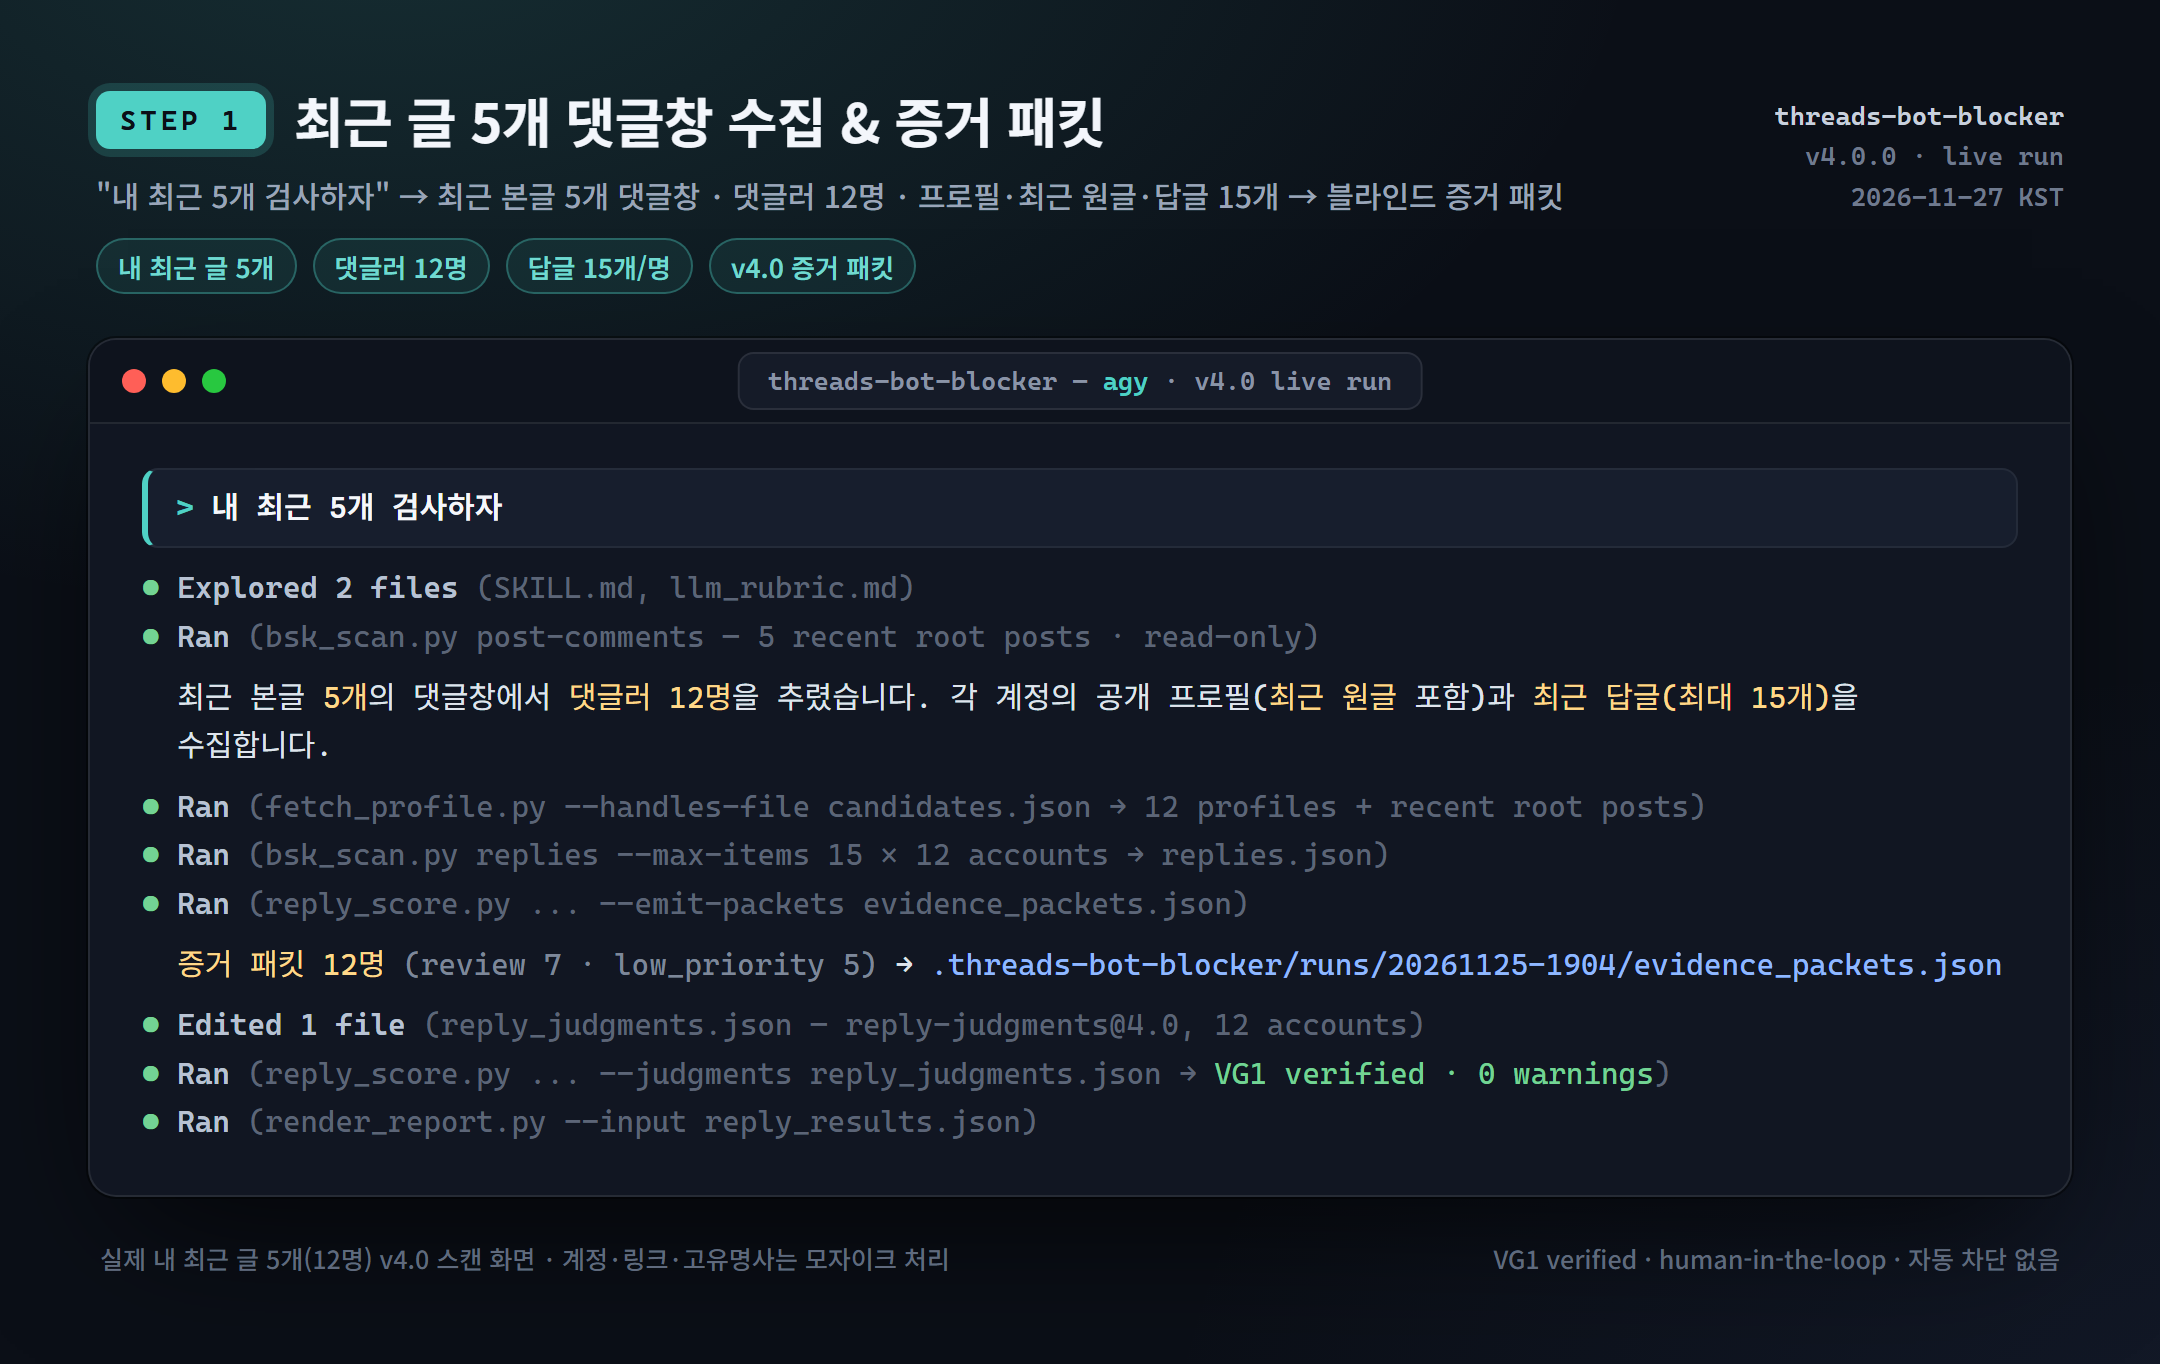 STEP 1
최근 글 5개 댓글창 수집 & 증거 패킷
"내 최근 5개 검사하자" → 최근 본글 5개 댓글창 · 댓글러 12명 · 프로필·최근 원글·답글 15개 → 블라인드 증거 패킷
threads-bot-blocker
v4.0.0 · live run
2026-11-27 KST
내 최근 글 5개
댓글러 12명
답글 15개/명
v4.0 증거 패킷
threads-bot-blocker — agy · v4.0 live run
> 내 최근 5개 검사하자
Explored 2 files (SKILL.md, llm_rubric.md)
Ran (bsk_scan.py post-comments — 5 recent root posts · read-only)
최근 본글 5개의 댓글창에서 댓글러 12명을 추렸습니다. 각 계정의 공개 프로필(최근 원글 포함)과 최근 답글(최대 15개)을
수집합니다.
Ran (fetch_profile.py --handles-file candidates.json → 12 profiles + recent root posts)
Ran (bsk_scan.py replies --max-items 15 × 12 accounts → replies.json)
Ran (reply_score.py ... --emit-packets evidence_packets.json)
증거 패킷 12명 (review 7 · low_priority 5) → .threads-bot-blocker/runs/20261125-1904/evidence_packets.json
Edited 1 file (reply_judgments.json — reply-judgments@4.0, 12 accounts)
Ran (reply_score.py ... --judgments reply_judgments.json → VG1 verified · 0 warnings)
Ran (render_report.py --input reply_results.json)
실제 내 최근 글 5개(12명) v4.0 스캔 화면 · 계정·링크·고유명사는 모자이크 처리
VG1 verified · human-in-the-loop · 자동 차단 없음